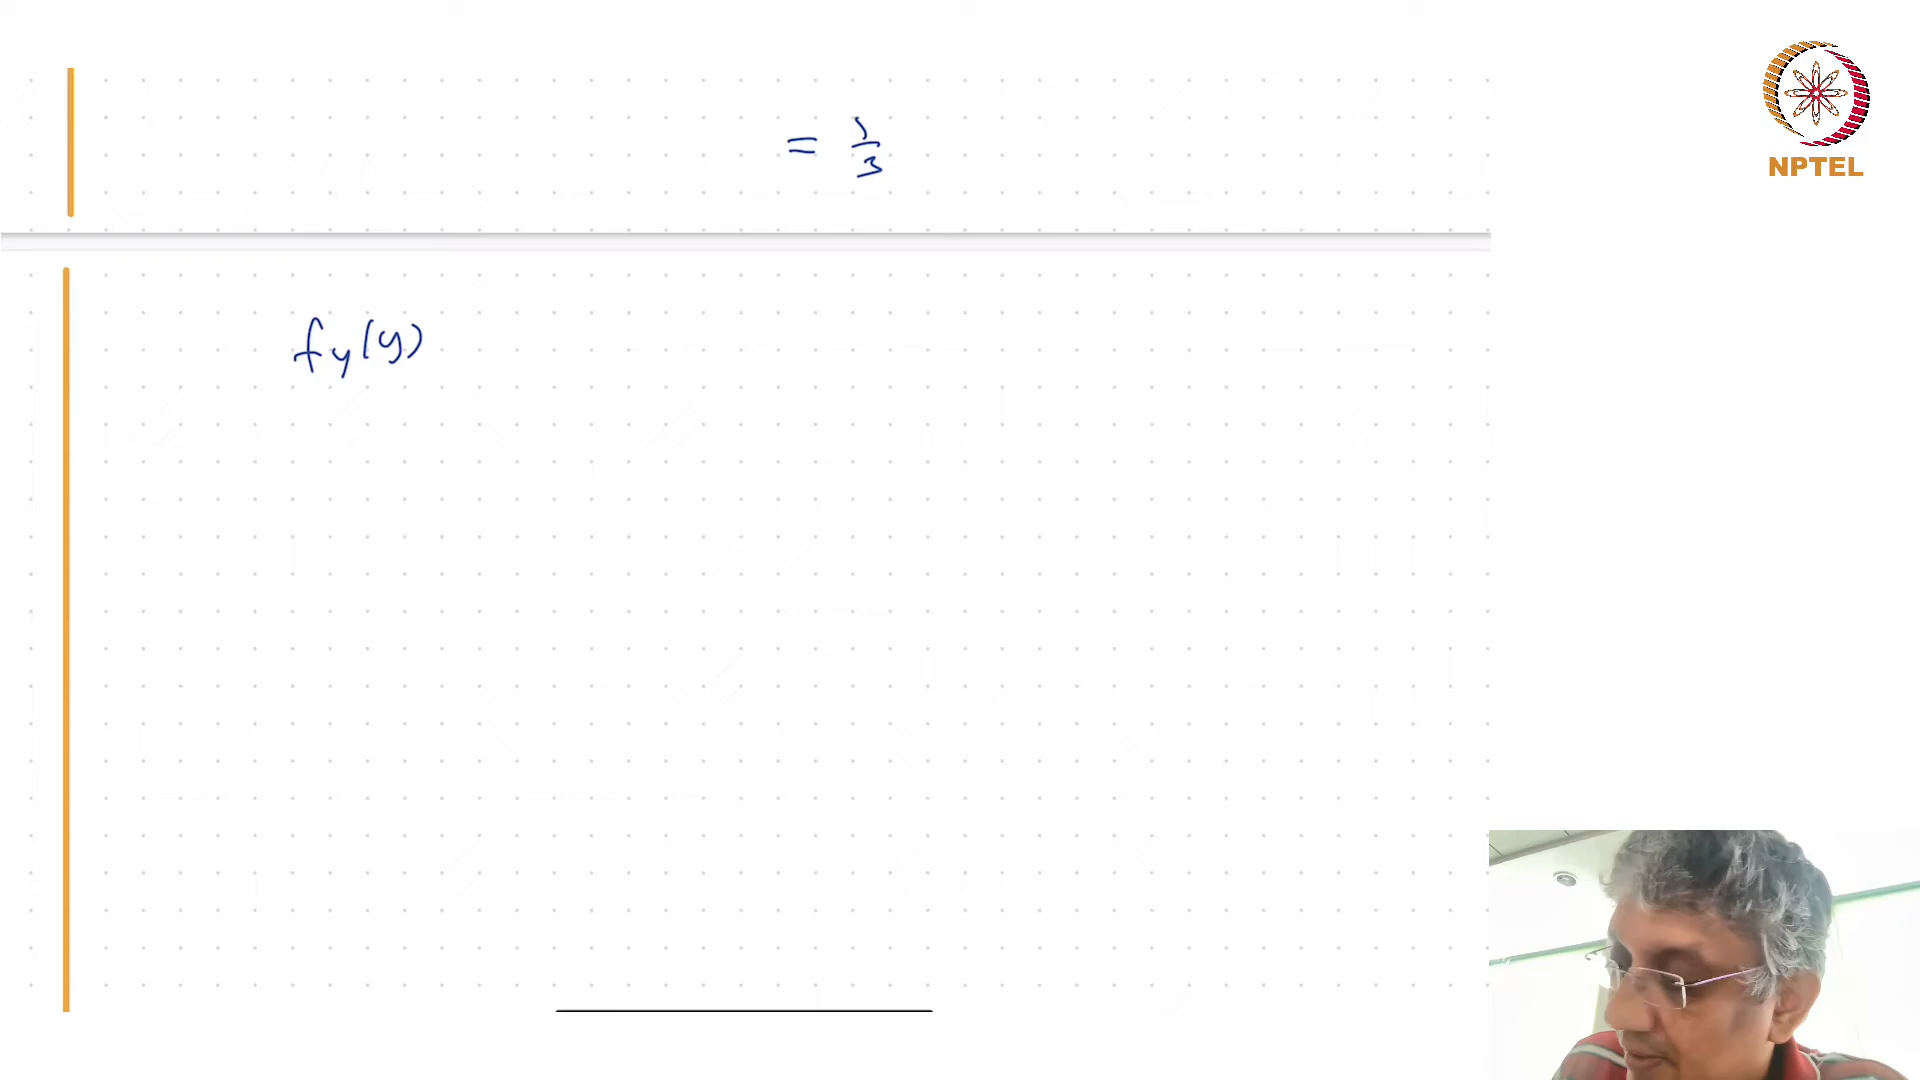 = 1/3
NPTEL
f_Y(y)